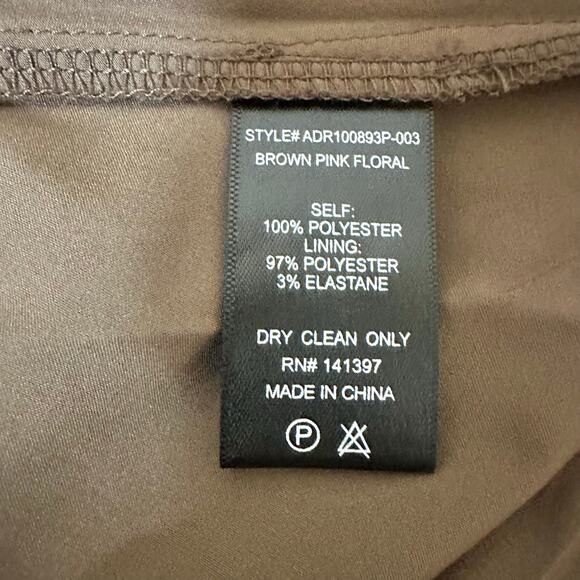 STYLE# ADR100893P-003
BROWN PINK FLORAL
SELF:
100% POLYESTER
LINING:
97% POLYESTER
3% ELASTANE
DRY CLEAN ONLY
RN# 141397
MADE IN CHINA
P